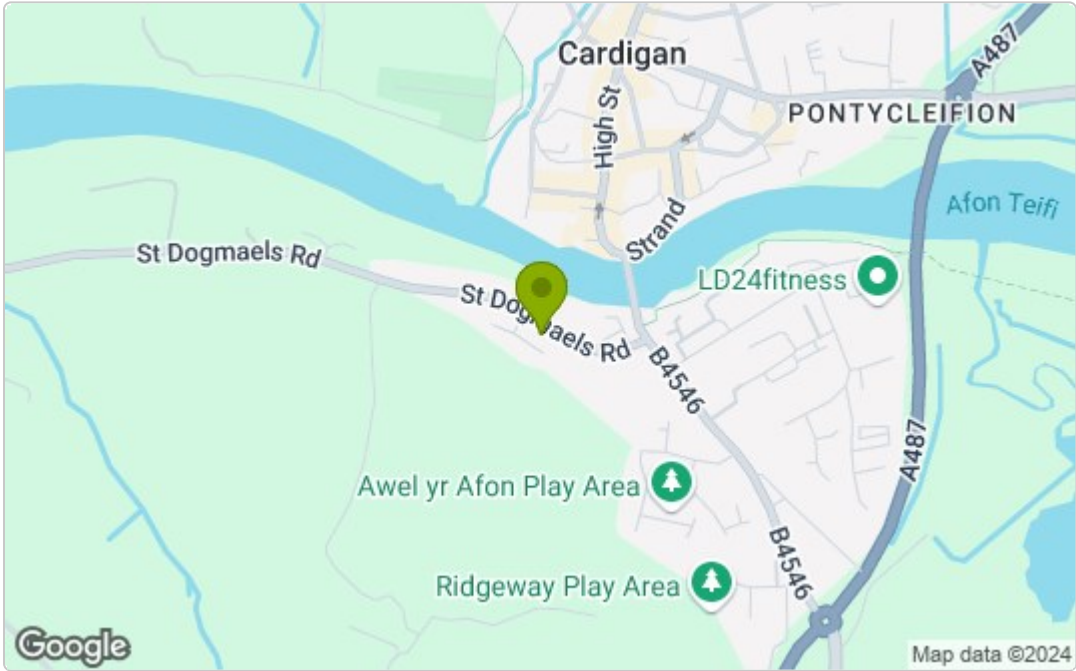 Cardigan
A487
High St
PONTYCLEIFION
Afon Teifi
Strand
St Dogmaels Rd
LD24fitness
St Dogmaels Rd
B4546
A487
Awel yr Afon Play Area
B4546
Ridgeway Play Area
Google
Map data ©2024